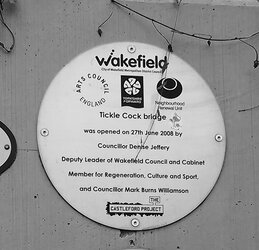 wakefield
City of Wakefield Metropolitan District Council
ARTS COUNCIL
ENGLAND
YORKSHIRE
FORWARD
Neighbourhood
Renewal Unit
Tickle Cock bridge
was opened on 27th June 2008 by
Councillor Denise Jeffery
Deputy Leader of Wakefield Council and Cabinet
Member for Regeneration, Culture and Sport,
and Councillor Mark Burns Williamson
THE
CASTLEFORD PROJECT